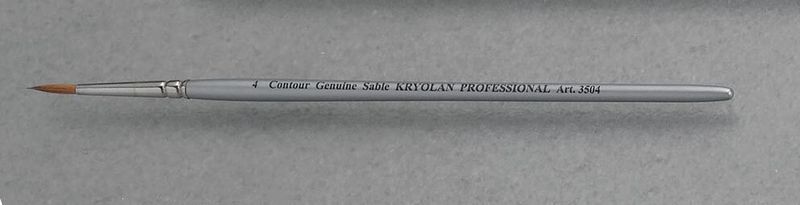 4 Contour Genuine Sable KRYOLAN PROFESSIONAL Art. 3504